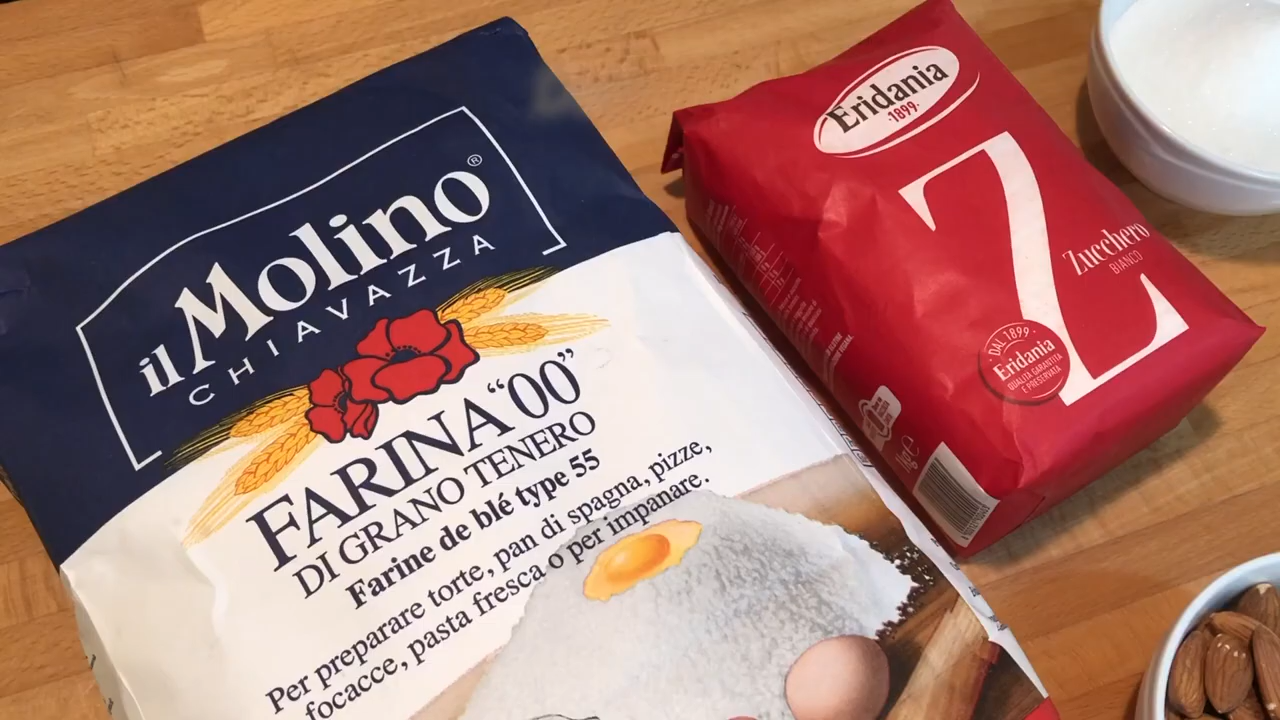 il Molino®
CHIAVAZZA
FARINA “00”
DI GRANO TENERO
Farine de blé type 55
Per preparare torte, pan di spagna, pizze,
focacce, pasta fresca o per impanare.
Eridania
·1899·
Z
Zucchero
BIANCO
DAL 1899
Eridania
QUALITÀ GARANTITA
E PRESERVATA
1kg e